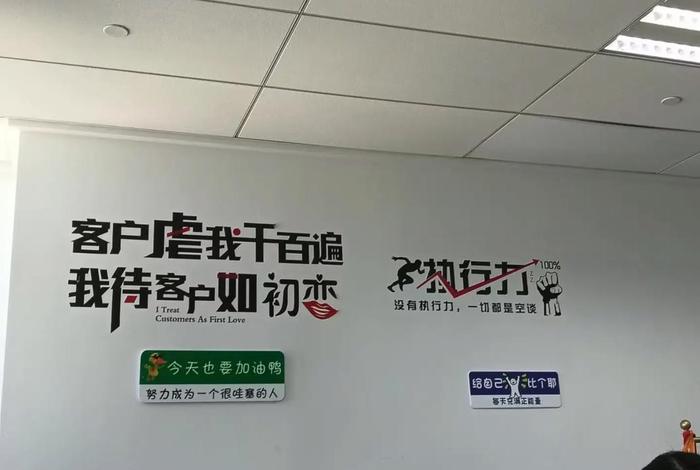 客户虐我千百遍
我待客户如初恋
I Treat
Customers As First Love
执行力
100%
没有执行力，一切都是空谈
今天也要加油鸭
努力成为一个很哇塞的人
给自己比个耶
每天充满正能量